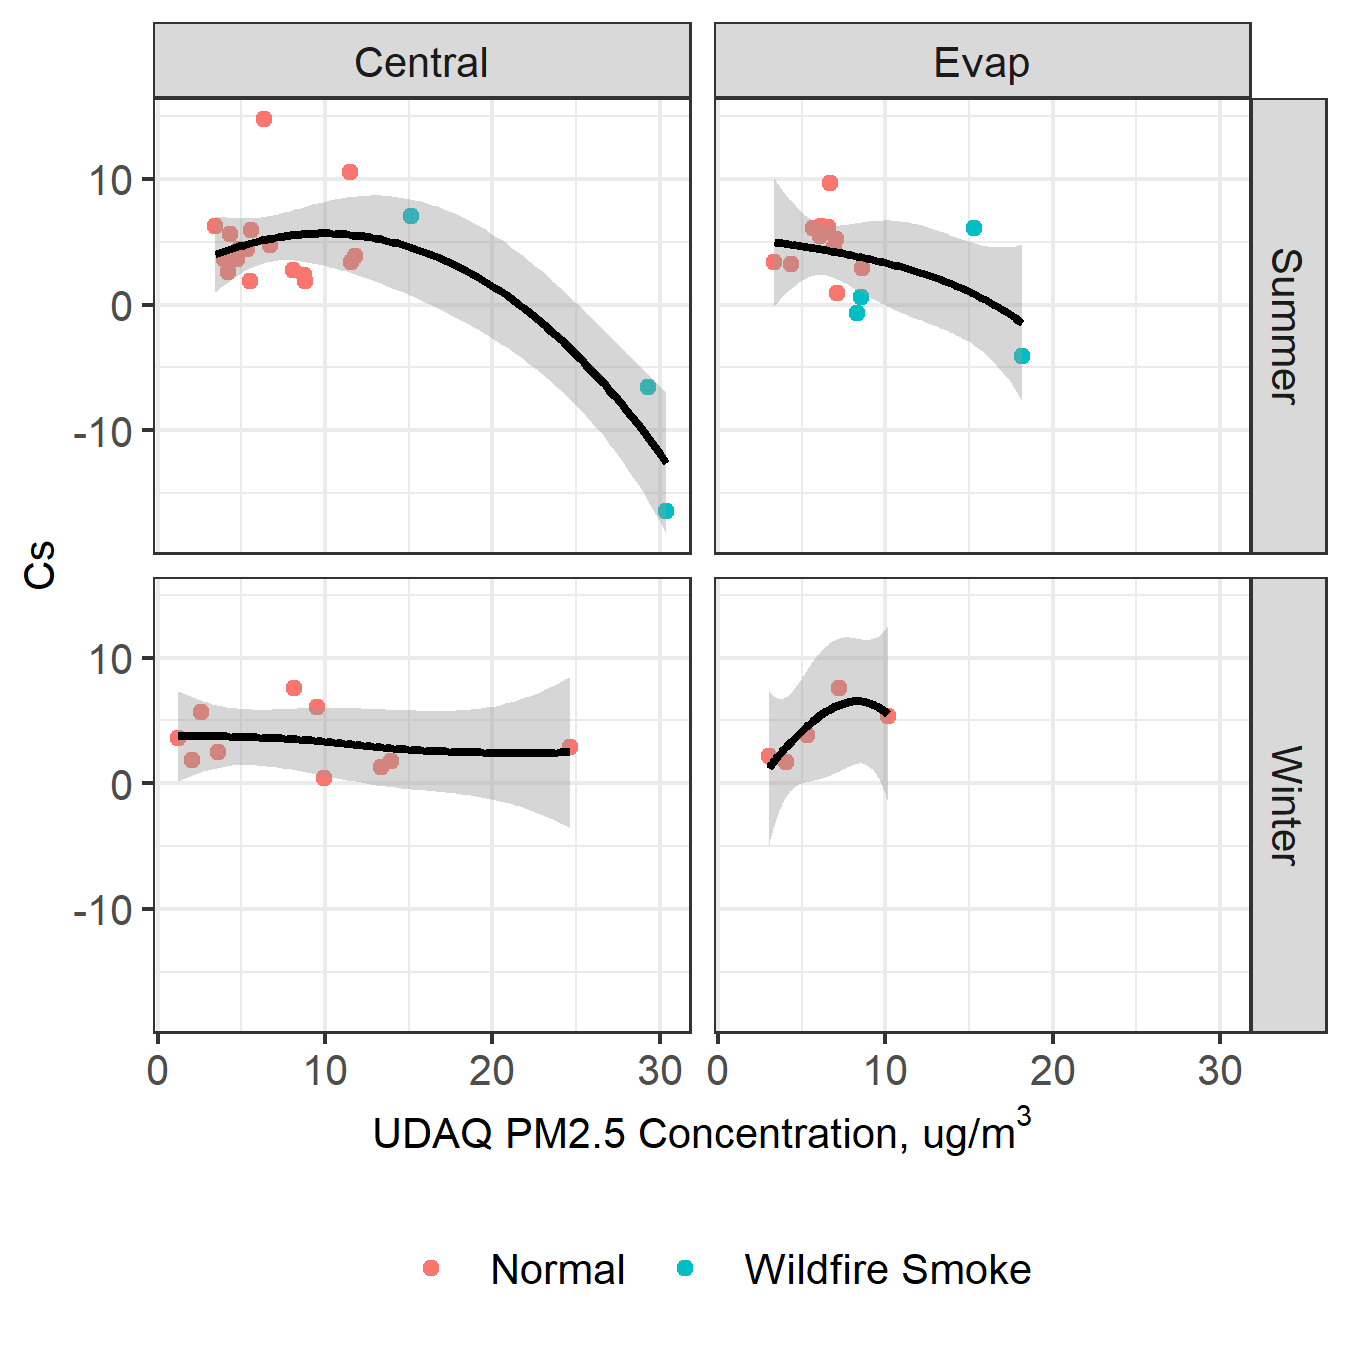 Central Evap
10
0
-10
Summer
Cs
10
0
-10
Winter
0 10 20 30 0 10 20 30
UDAQ PM2.5 Concentration, ug/m³
Normal Wildfire Smoke